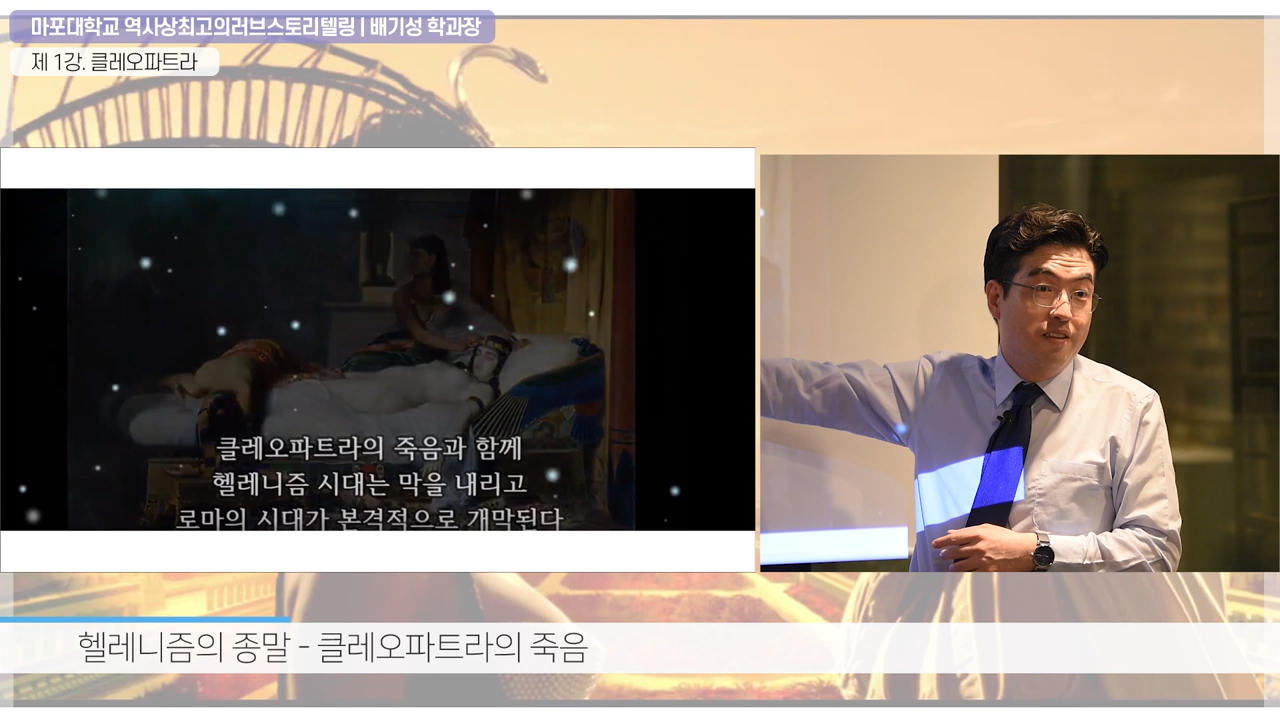 마포대학교 역사상최고의러브스토리텔링 | 배기성 학과장
제 1강. 클레오파트라
클레오파트라의 죽음과 함께
헬레니즘 시대는 막을 내리고
로마의 시대가 본격적으로 개막된다
헬레니즘의 종말 - 클레오파트라의 죽음